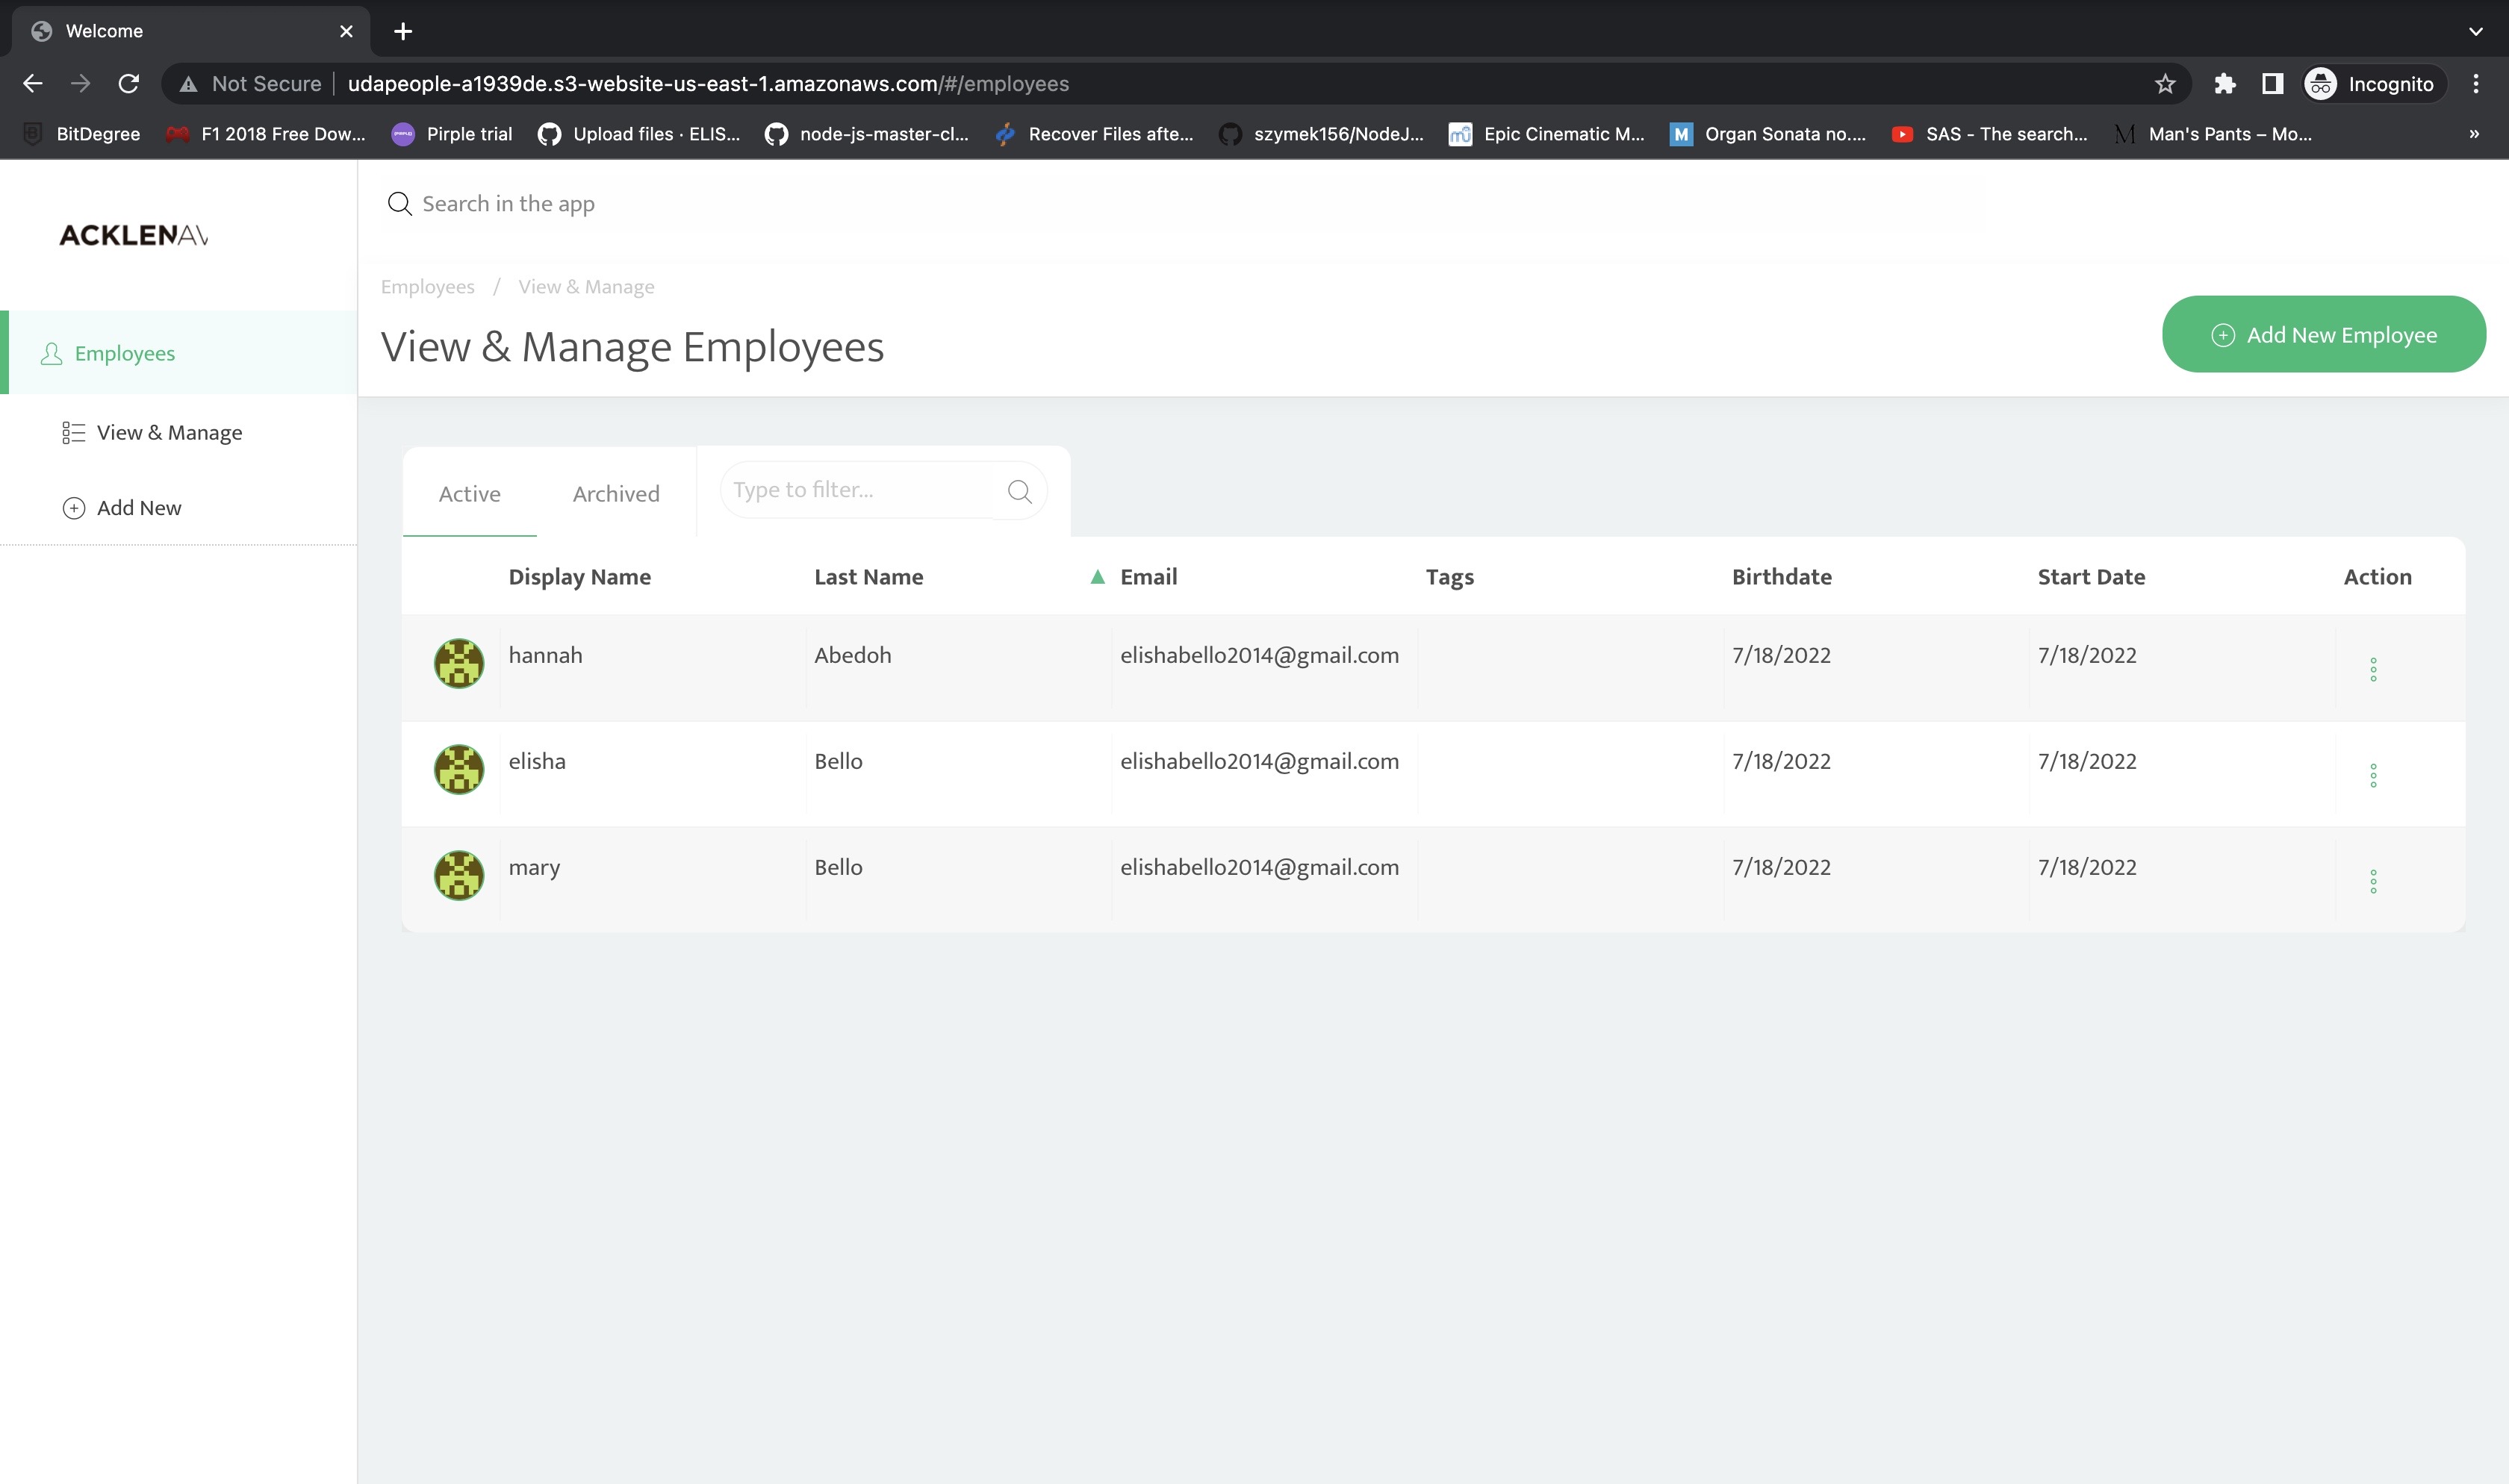 Welcome
Not Secure udapeople-a1939de.s3-website-us-east-1.amazonaws.com/#/employees Incognito
BitDegree F1 2018 Free Dow... Pirple trial Upload files · ELIS... node-js-master-cl... Recover Files afte... szymek156/NodeJ... Epic Cinematic M... Organ Sonata no.... SAS - The search... Man's Pants – Mo... »
Search in the app
ACKLENAV
Employees / View & Manage
View & Manage Employees
Add New Employee
Employees
View & Manage
Add New
Active Archived Type to filter...
Display Name Last Name ▲ Email Tags Birthdate Start Date Action
hannah Abedoh elishabello2014@gmail.com 7/18/2022 7/18/2022
elisha Bello elishabello2014@gmail.com 7/18/2022 7/18/2022
mary Bello elishabello2014@gmail.com 7/18/2022 7/18/2022